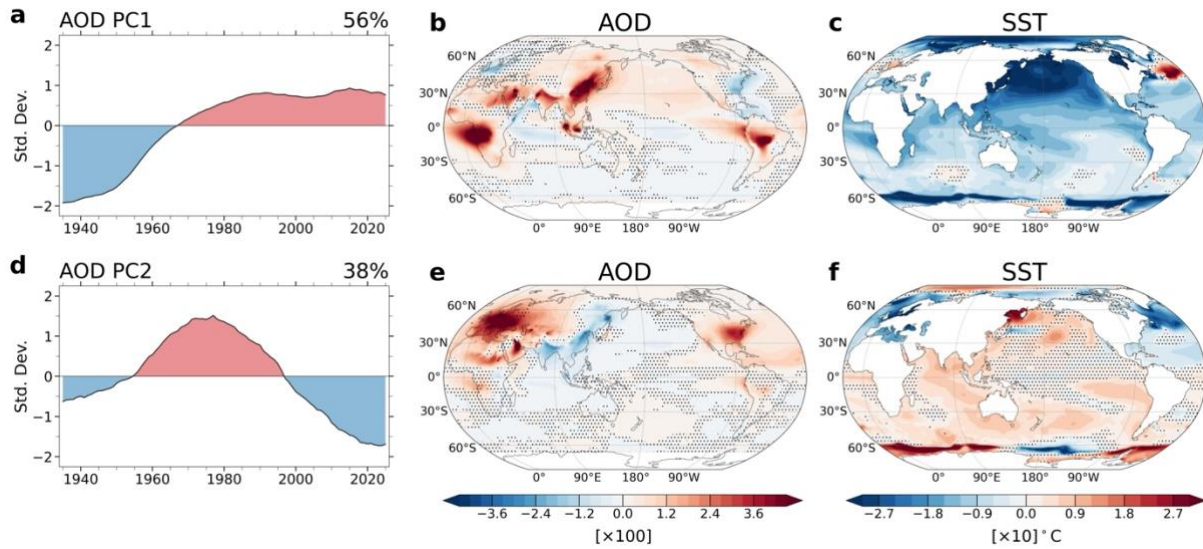 a
AOD PC1 56%
Std. Dev.
2
1
0
−1
−2
1940 1960 1980 2000 2020
b
AOD
60°N
30°N
0°
30°S
60°S
0° 90°E 180° 90°W
c
SST
60°N
30°N
0°
30°S
60°S
0° 90°E 180° 90°W
d
AOD PC2 38%
Std. Dev.
2
1
0
−1
−2
1940 1960 1980 2000 2020
e
AOD
60°N
30°N
0°
30°S
60°S
0° 90°E 180° 90°W
−3.6 −2.4 −1.2 0.0 1.2 2.4 3.6
[×100]
f
SST
60°N
30°N
0°
30°S
60°S
0° 90°E 180° 90°W
−2.7 −1.8 −0.9 0.0 0.9 1.8 2.7
[×10]°C